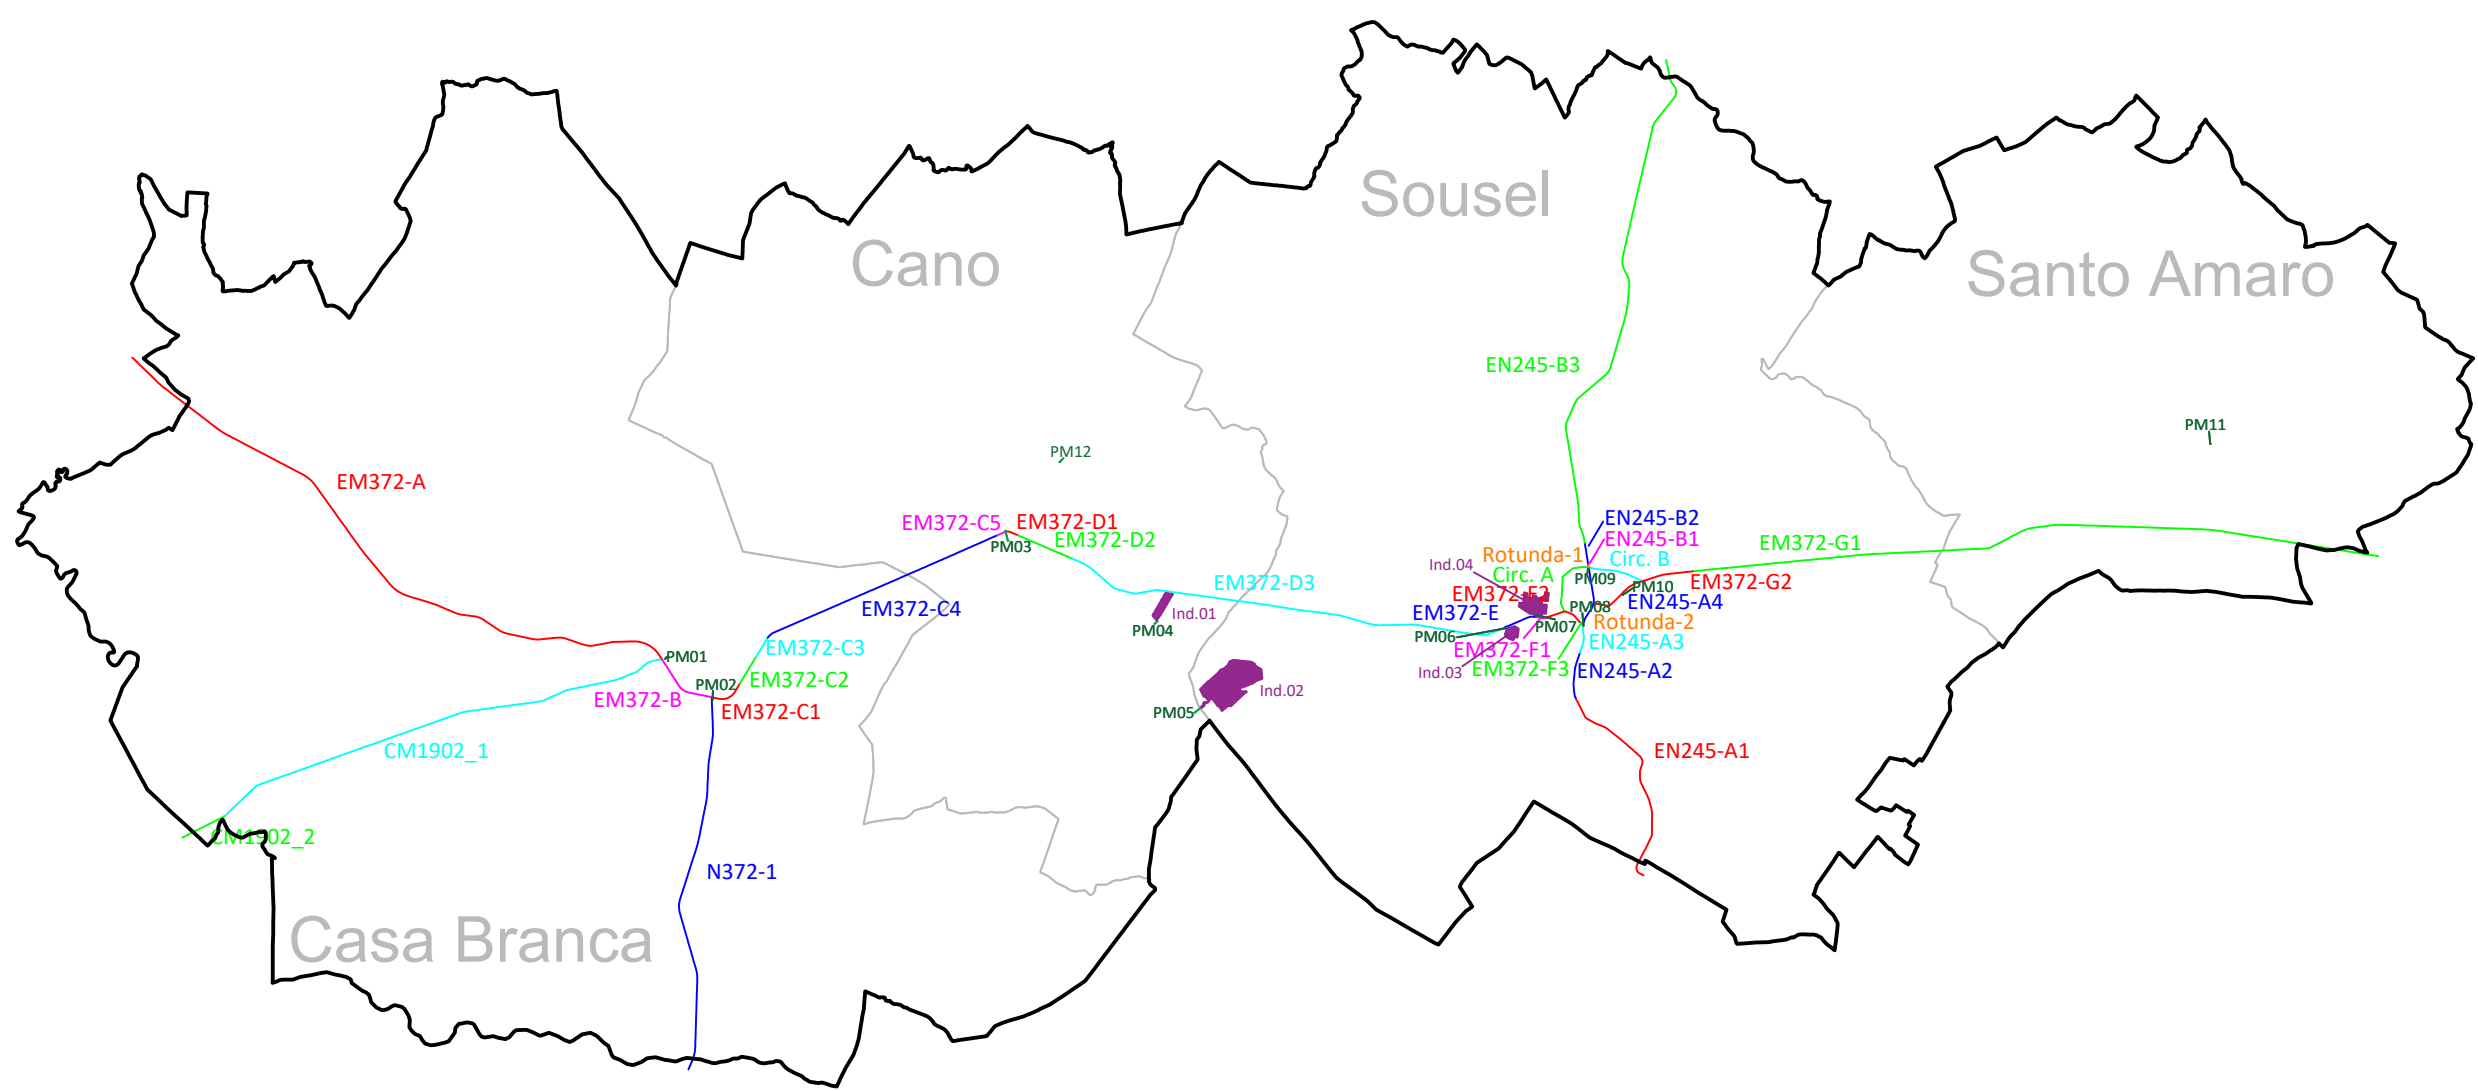 Sousel
Cano
Santo Amaro
EN245-B3
PM11
PM12
EM372-A
EM372-C5
EM372-D1
EM372-D2
PM03
EN245-B2
EN245-B1
Rotunda-1
Circ. B
EM372-G1
Ind.04
Circ. A
PM09
EM372-D3
EM372-F2
PM10
EM372-G2
EM372-C4
Ind.01
EM372-E
PM08
EN245-A4
PM04
PM06
PM07
Rotunda-2
EM372-C3
EM372-F1
EN245-A3
PM01
Ind.03
EM372-F3
EN245-A2
PM02
EM372-C2
Ind.02
EM372-B
EM372-C1
PM05
CM1902_1
EN245-A1
CM1902_2
N372-1
Casa Branca